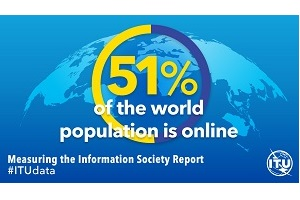 51%
of the world
population is online
Measuring the Information Society Report
#ITUdata
ITU